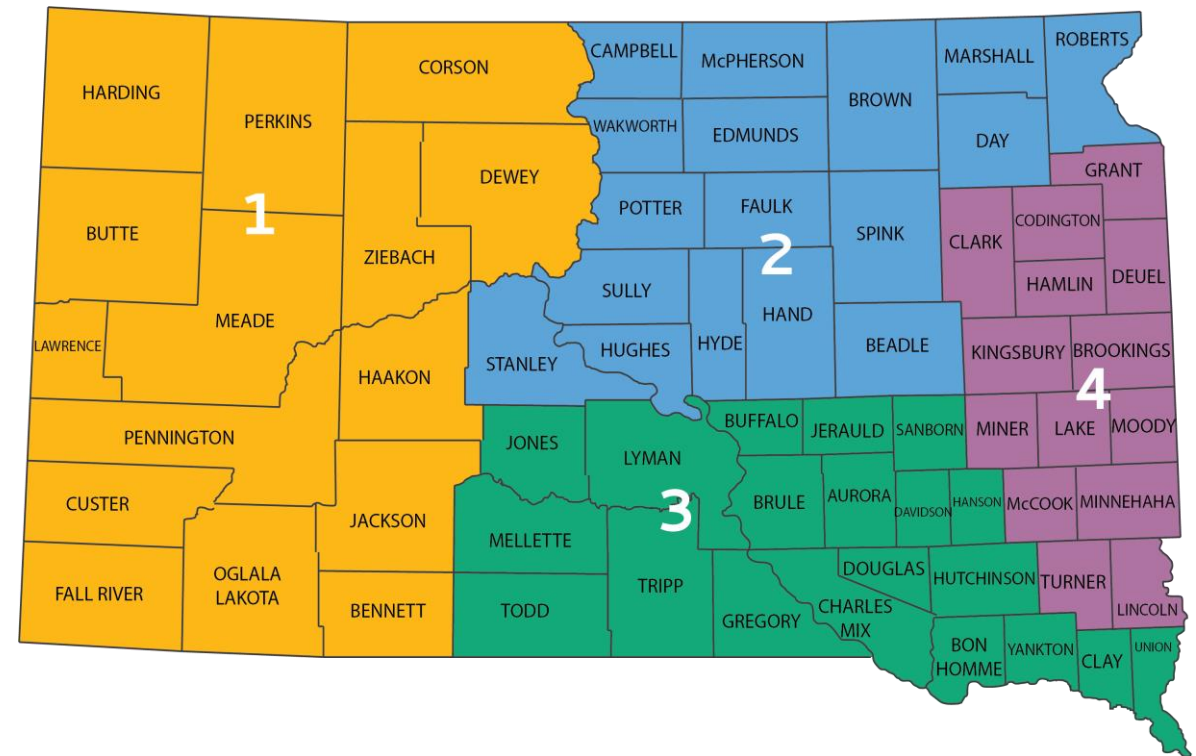 ROBERTS
CAMPBELL
McPHERSON
MARSHALL
CORSON
HARDING
BROWN
PERKINS
WAKWORTH
EDMUNDS
DAY
GRANT
DEWEY
POTTER
FAULK
1
CODINGTON
BUTTE
SPINK
CLARK
2
ZIEBACH
DEUEL
HAMLIN
SULLY
HAND
MEADE
LAWRENCE
HYDE
BEADLE
HUGHES
KINGSBURY
BROOKINGS
STANLEY
HAAKON
4
BUFFALO
JERAULD
SANBORN
MINER
LAKE
MOODY
PENNINGTON
JONES
LYMAN
AURORA
CUSTER
BRULE
HANSON
McCOOK
MINNEHAHA
3
DAVIDSON
JACKSON
MELLETTE
DOUGLAS
HUTCHINSON
TURNER
OGLALA
LAKOTA
TRIPP
FALL RIVER
BENNETT
TODD
CHARLES
MIX
LINCOLN
GREGORY
BON
HOMME
YANKTON
CLAY
UNION